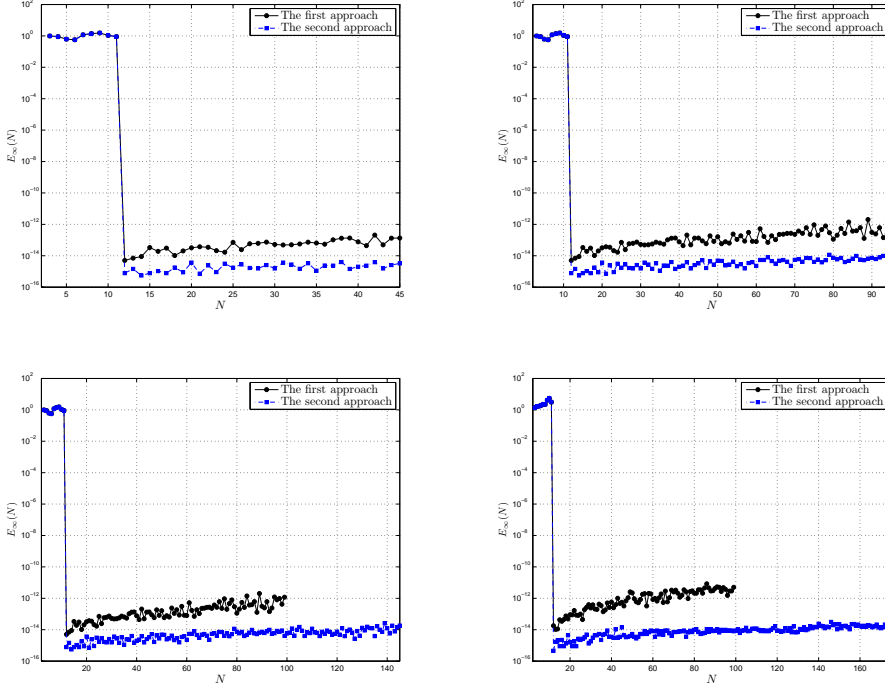 10^2
The first approach
The second approach
10^0
10^-2
10^-4
10^-6
10^-8
10^-10
10^-12
10^-14
10^-16
E_∞(N)
5 10 15 20 25 30 35 40 45
N
10^2
The first approach
The second approach
10^0
10^-2
10^-4
10^-6
10^-8
10^-10
10^-12
10^-14
10^-16
E_∞(N)
10 20 30 40 50 60 70 80 90
N
10^2
The first approach
The second approach
10^0
10^-2
10^-4
10^-6
10^-8
10^-10
10^-12
10^-14
10^-16
E_∞(N)
20 40 60 80 100 120 140
N
10^2
The first approach
The second approach
10^0
10^-2
10^-4
10^-6
10^-8
10^-10
10^-12
10^-14
10^-16
E_∞(N)
20 40 60 80 100 120 140 160
N